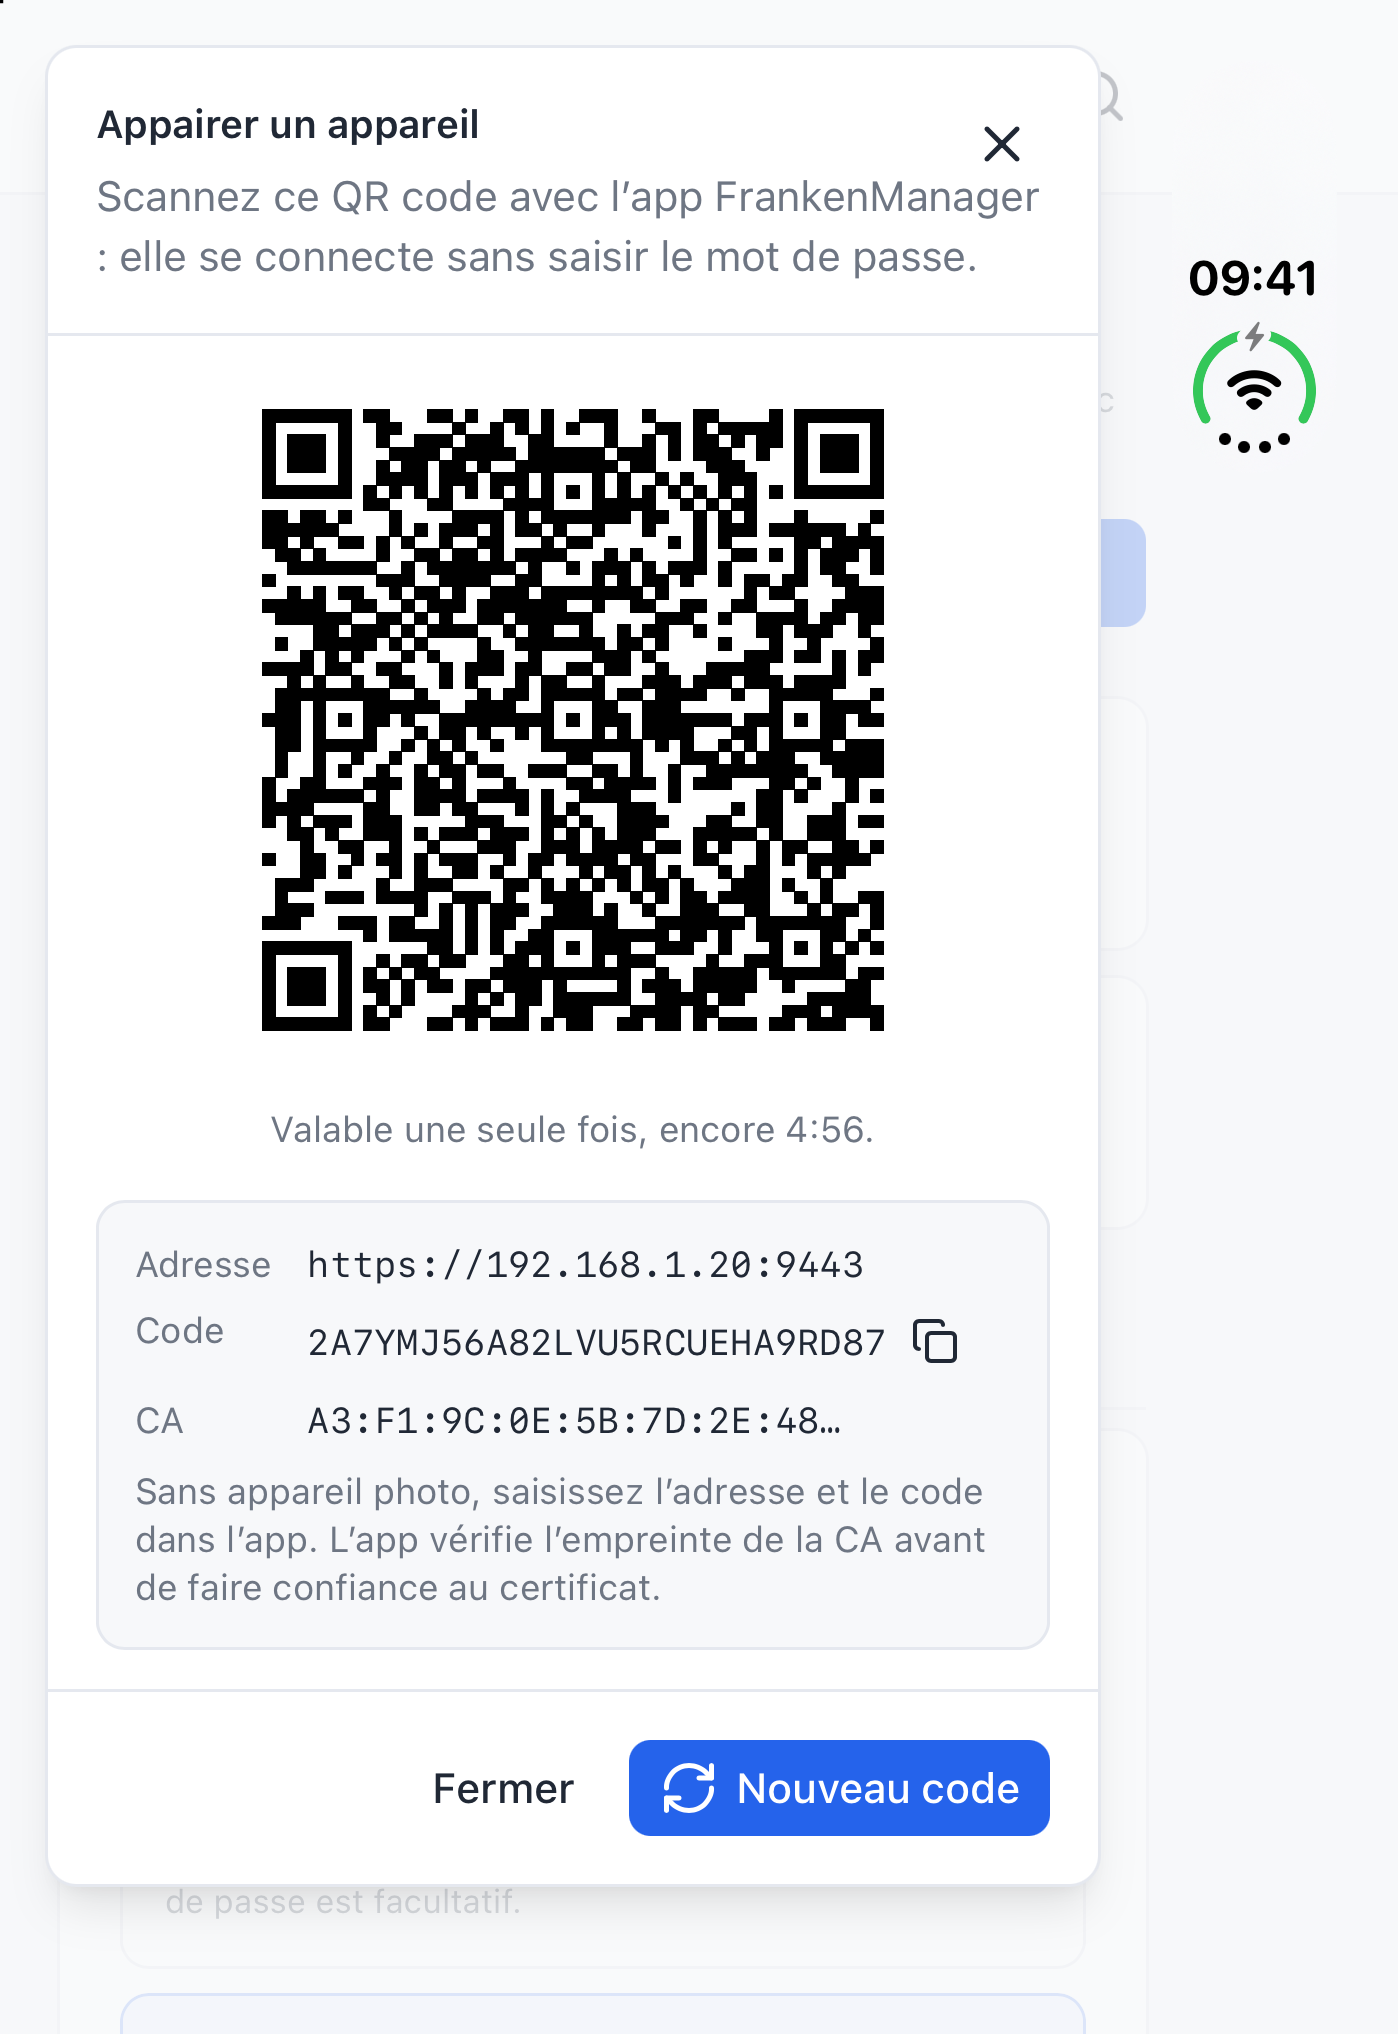 Appairer un appareil
Scannez ce QR code avec l’app FrankenManager
: elle se connecte sans saisir le mot de passe.
09:41
c
Valable une seule fois, encore 4:56.
Adresse https://192.168.1.20:9443
Code 2A7YMJ56A82LVU5RCUEHA9RD87
CA A3:F1:9C:0E:5B:7D:2E:48…
Sans appareil photo, saisissez l’adresse et le code
dans l’app. L’app vérifie l’empreinte de la CA avant
de faire confiance au certificat.
Fermer Nouveau code
de passe est facultatif.